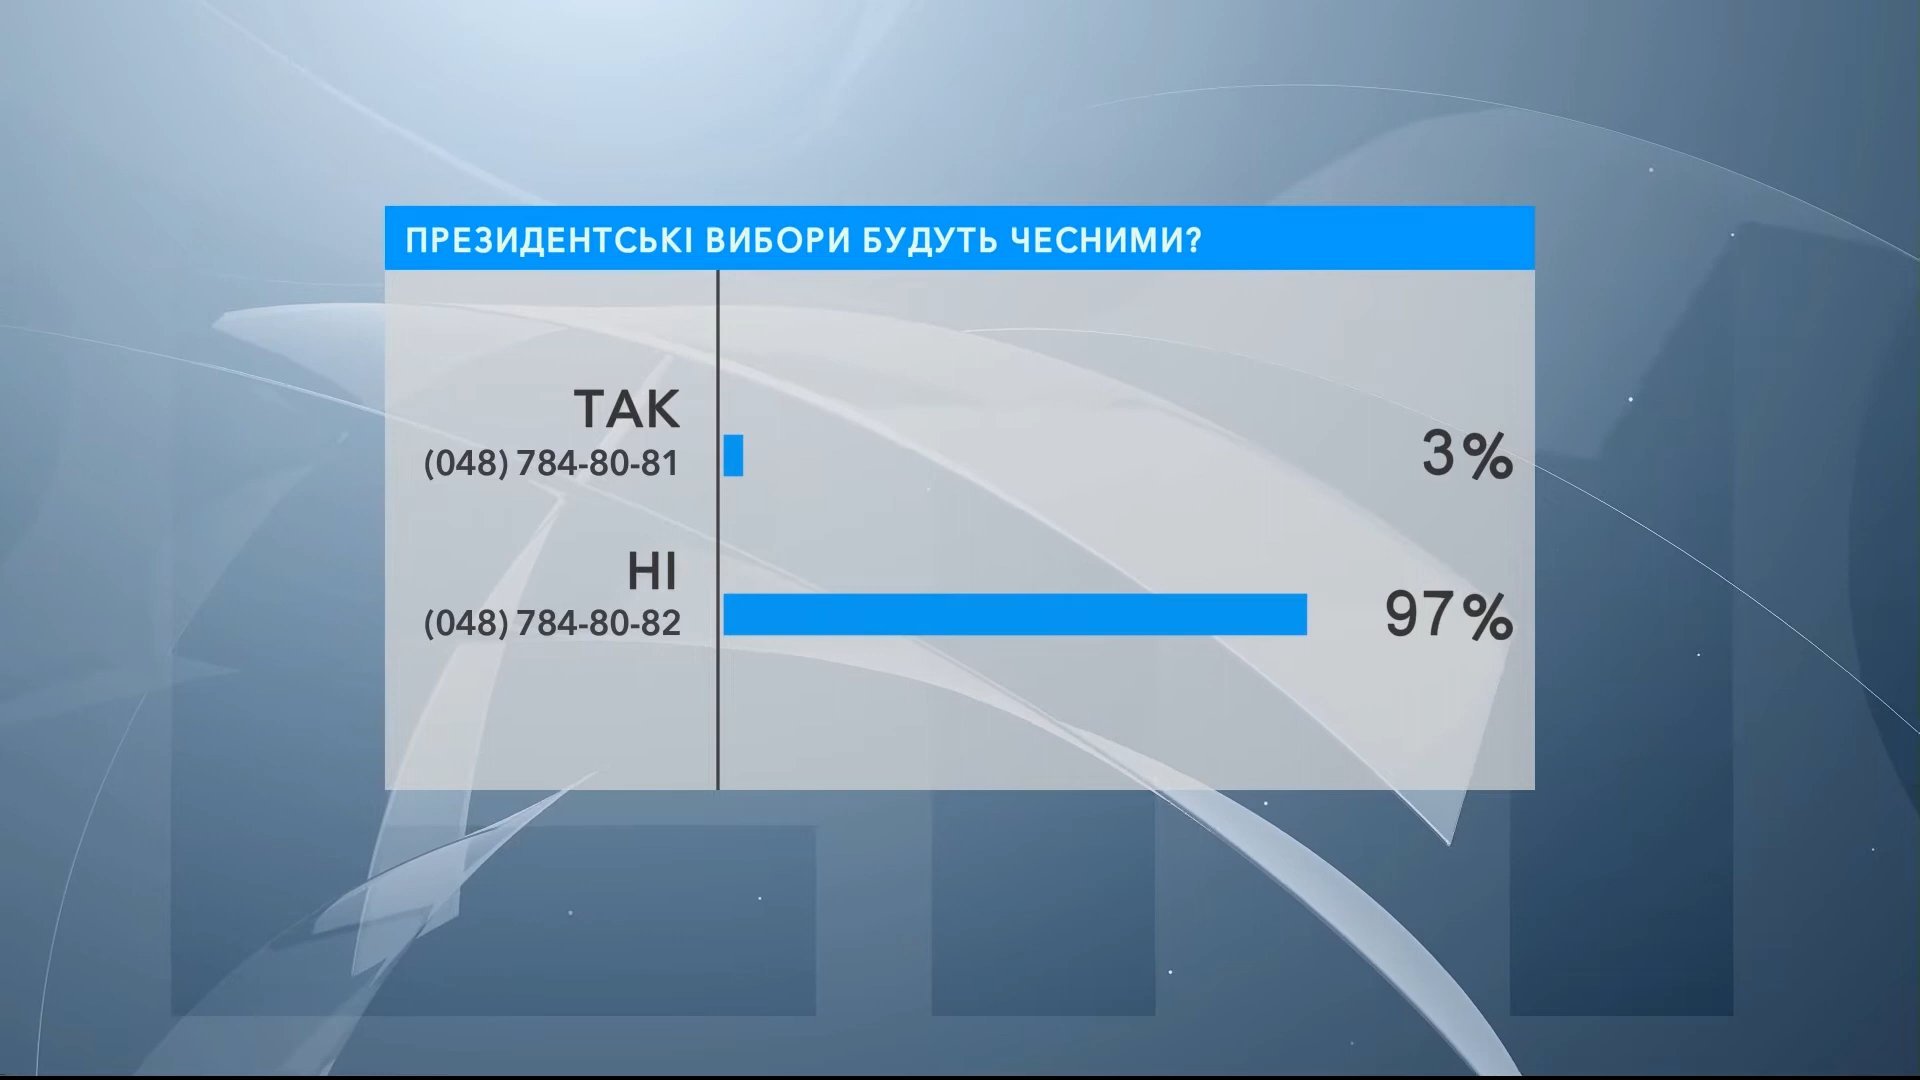 ПРЕЗИДЕНТСЬКІ ВИБОРИ БУДУТЬ ЧЕСНИМИ?
ТАК
(048) 784-80-81
3%
НІ
(048) 784-80-82
97%